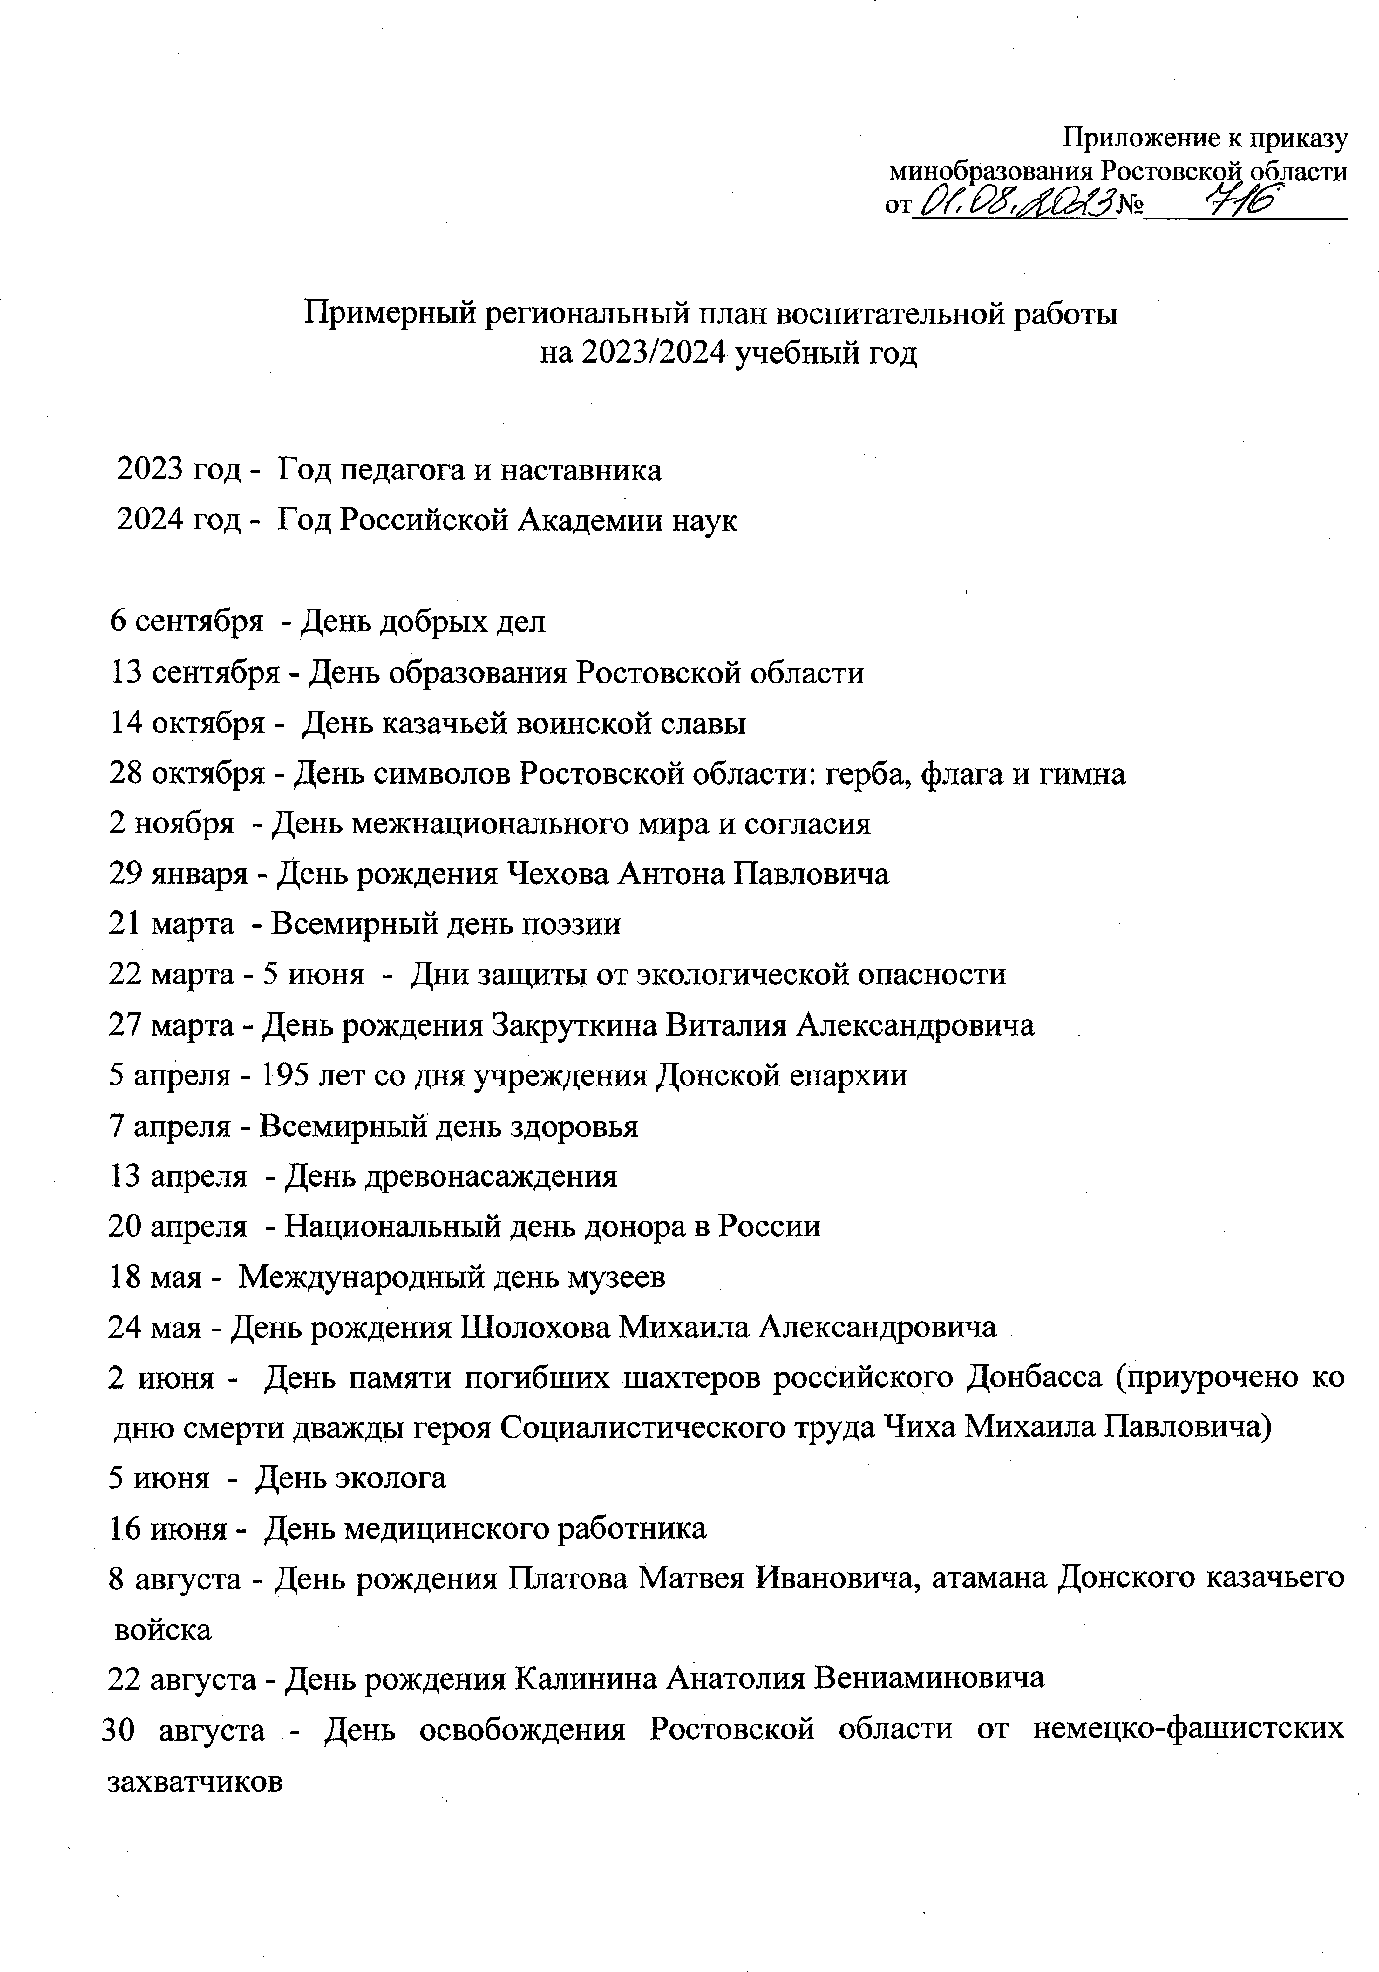 Приложение к приказу
минобразования Ростовской области
от 01.08.2023 № 716
Примерный региональный план воспитательной работы
на 2023/2024 учебный год
2023 год - Год педагога и наставника
2024 год - Год Российской Академии наук
6 сентября - День добрых дел
13 сентября - День образования Ростовской области
14 октября - День казачьей воинской славы
28 октября - День символов Ростовской области: герба, флага и гимна
2 ноября - День межнационального мира и согласия
29 января - День рождения Чехова Антона Павловича
21 марта - Всемирный день поэзии
22 марта - 5 июня - Дни защиты от экологической опасности
27 марта - День рождения Закруткина Виталия Александровича
5 апреля - 195 лет со дня учреждения Донской епархии
7 апреля - Всемирный день здоровья
13 апреля - День древонасаждения
20 апреля - Национальный день донора в России
18 мая - Международный день музеев
24 мая - День рождения Шолохова Михаила Александровича
2 июня - День памяти погибших шахтеров российского Донбасса (приурочено ко
дню смерти дважды героя Социалистического труда Чиха Михаила Павловича)
5 июня - День эколога
16 июня - День медицинского работника
8 августа - День рождения Платова Матвея Ивановича, атамана Донского казачьего
войска
22 августа - День рождения Калинина Анатолия Вениаминовича
30 августа - День освобождения Ростовской области от немецко-фашистских
захватчиков